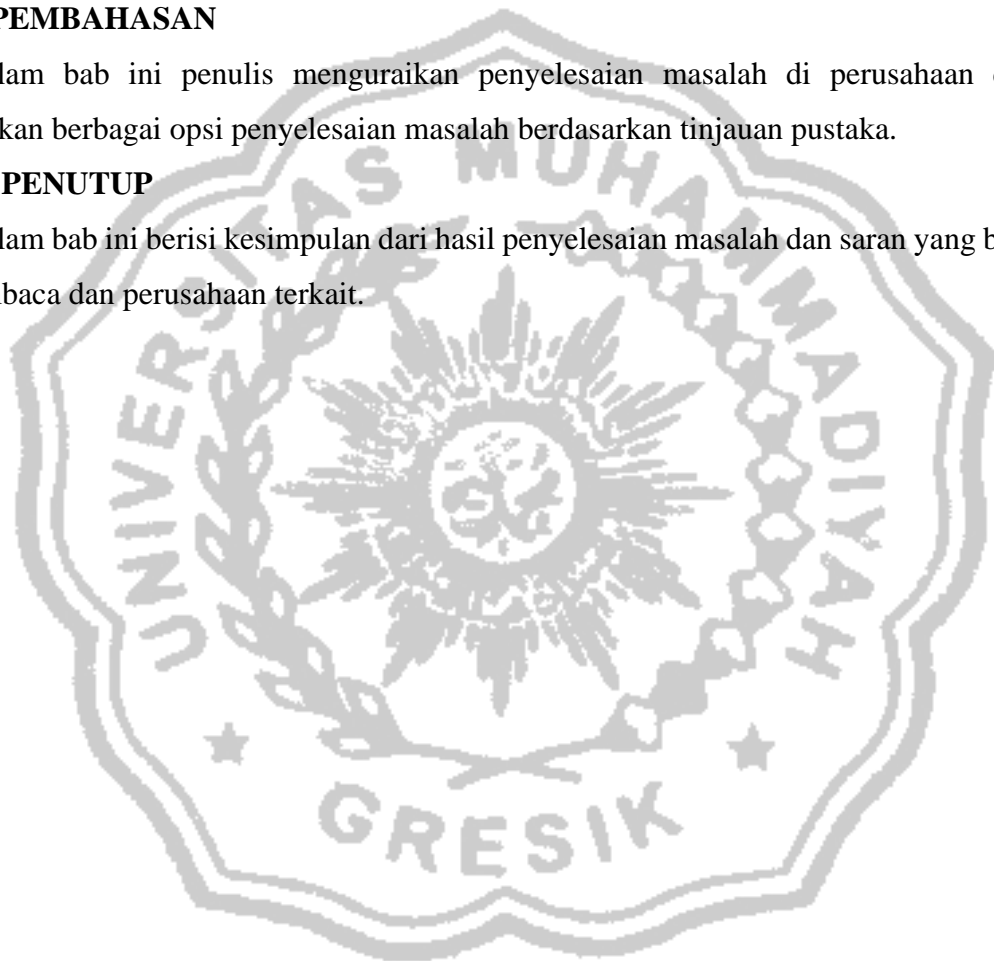 PEMBAHASAN
lam bab ini penulis menguraikan penyelesaian masalah di perusahaan
kan berbagai opsi penyelesaian masalah berdasarkan tinjauan pustaka.
PENUTUP
lam bab ini berisi kesimpulan dari hasil penyelesaian masalah dan saran yang b
baca dan perusahaan terkait.
UNIVERSITAS MUHAMMADIYAH
GRESIK